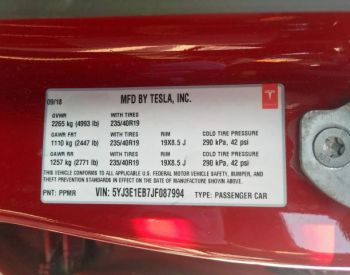 09/18 MFD BY TESLA, INC.
GVWR
2265 kg (4993 lb) WITH TIRES 235/40R19
GAWR FRT WITH TIRES RIM COLD TIRE PRESSURE
1110 kg (2447 lb) 235/40R19 19X8.5 J 290 kPa, 42 psi
GAWR RR WITH TIRES RIM COLD TIRE PRESSURE
1257 kg (2771 lb) 235/40R19 19X8.5 J 290 kPa, 42 psi
THIS VEHICLE CONFORMS TO ALL APPLICABLE U.S. FEDERAL MOTOR VEHICLE SAFETY, BUMPER, AND
THEFT PREVENTION STANDARDS IN EFFECT ON THE DATE OF MANUFACTURE SHOWN ABOVE.
PNT: PPMR VIN: 5YJ3E1EB7JF087994 TYPE: PASSENGER CAR